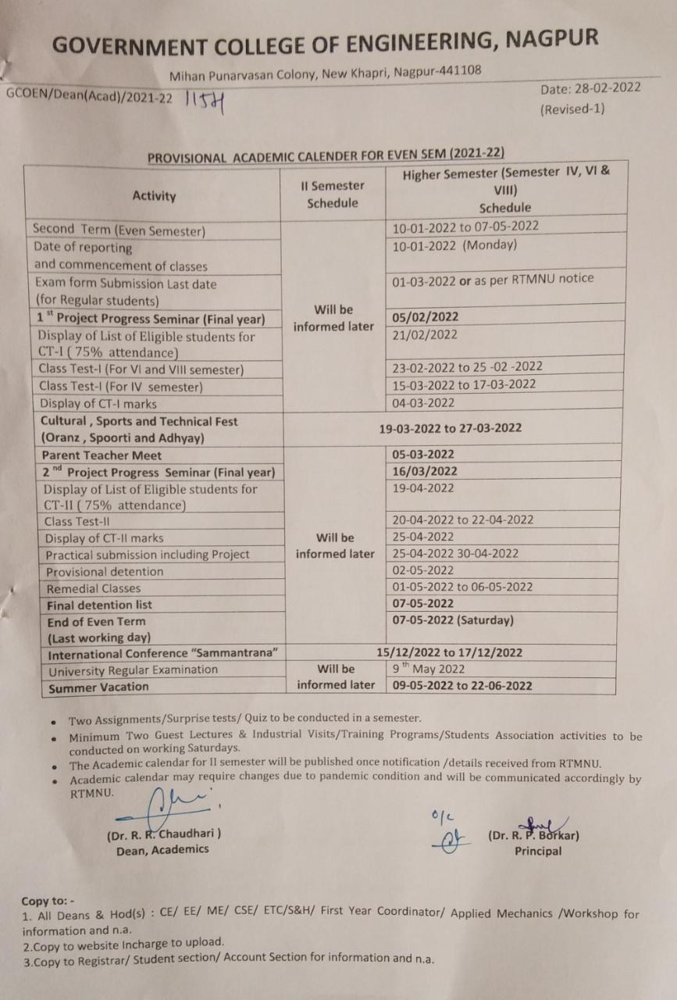 GOVERNMENT COLLEGE OF ENGINEERING, NAGPUR
Mihan Punarvasan Colony, New Khapri, Nagpur-441108
GCOEN/Dean(Acad)/2021-22
Date: 28-02-2022
(Revised-1)
PROVISIONAL ACADEMIC CALENDER FOR EVEN SEM (2021-22)
Activity
II Semester
Schedule
Higher Semester (Semester IV, VI &
VIII)
Schedule
Second Term (Even Semester)
10-01-2022 to 07-05-2022
Date of reporting
and commencement of classes
10-01-2022 (Monday)
Exam form Submission Last date
(for Regular students)
01-03-2022 or as per RTMNU notice
Will be
informed later
1 st Project Progress Seminar (Final year)
05/02/2022
Display of List of Eligible students for
CT-I ( 75% attendance)
21/02/2022
Class Test-I (For VI and VIII semester)
23-02-2022 to 25 -02 -2022
Class Test-I (For IV semester)
15-03-2022 to 17-03-2022
Display of CT-I marks
04-03-2022
Cultural , Sports and Technical Fest
(Oranz , Spoorti and Adhyay)
19-03-2022 to 27-03-2022
Parent Teacher Meet
05-03-2022
2 nd Project Progress Seminar (Final year)
16/03/2022
Display of List of Eligible students for
CT-II ( 75% attendance)
19-04-2022
Class Test-II
20-04-2022 to 22-04-2022
Display of CT-II marks
Will be
informed later
25-04-2022
Practical submission including Project
25-04-2022 30-04-2022
Provisional detention
02-05-2022
Remedial Classes
01-05-2022 to 06-05-2022
Final detention list
07-05-2022
End of Even Term
(Last working day)
07-05-2022 (Saturday)
International Conference “Sammantrana”
15/12/2022 to 17/12/2022
University Regular Examination
Will be
informed later
9 th May 2022
Summer Vacation
09-05-2022 to 22-06-2022
• Two Assignments/Surprise tests/ Quiz to be conducted in a semester.
• Minimum Two Guest Lectures & Industrial Visits/Training Programs/Students Association activities to be
conducted on working Saturdays.
• The Academic calendar for II semester will be published once notification /details received from RTMNU.
• Academic calendar may require changes due to pandemic condition and will be communicated accordingly by
RTMNU.
o/c
(Dr. R. R. Chaudhari )
Dean, Academics
(Dr. R. P. Borkar)
Principal
Copy to: -
1. All Deans & Hod(s) : CE/ EE/ ME/ CSE/ ETC/S&H/ First Year Coordinator/ Applied Mechanics /Workshop for
information and n.a.
2.Copy to website Incharge to upload.
3.Copy to Registrar/ Student section/ Account Section for information and n.a.